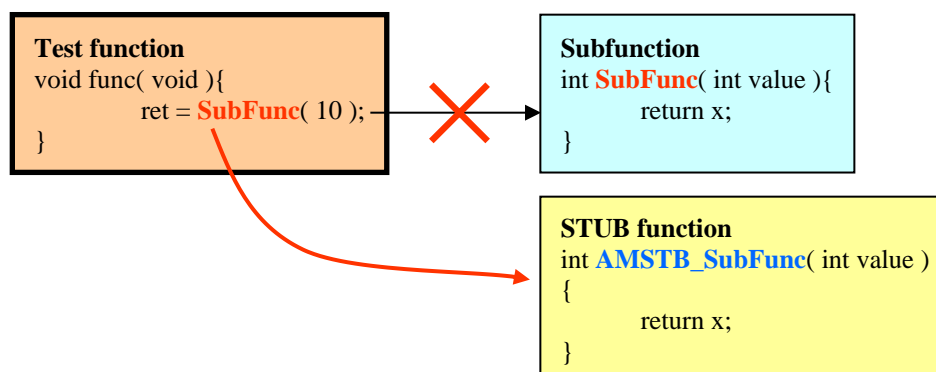 Test function
void func( void ){
ret = SubFunc( 10 );
}
Subfunction
int SubFunc( int value ){
return x;
}
STUB function
int AMSTB_SubFunc( int value )
{
return x;
}